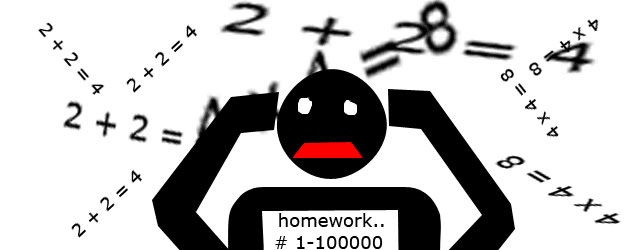 2 + 2 = 4
2 + 2 = 4
2 + 2 = 4
8 = 4 x 4
8 = 4 x 4
2 + 2 =
8 = 4 x 4
2 + 2 = 4
homework..
# 1-100000